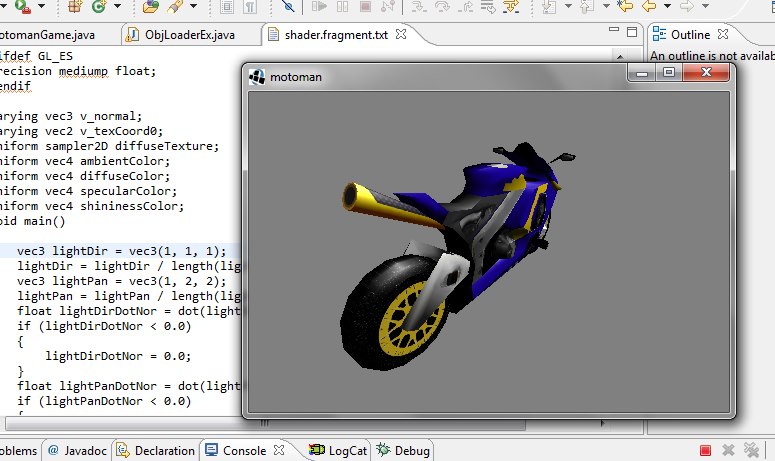 otomanGame.java
ObjLoaderEx.java
shader.fragment.txt
Outline
An outline is not availab
ifdef GL_ES
recision mediump float;
endif
arying vec3 v_normal;
arying vec2 v_texCoord0;
niform sampler2D diffuseTexture;
niform vec4 ambientColor;
niform vec4 diffuseColor;
niform vec4 specularColor;
niform vec4 shininessColor;
oid main()
vec3 lightDir = vec3(1, 1, 1);
lightDir = lightDir / length(lig
vec3 lightPan = vec3(1, 2, 2);
lightPan = lightPan / length(lig
float lightDirDotNor = dot(light
if (lightDirDotNor < 0.0)
{
lightDirDotNor = 0.0;
}
float lightPanDotNor = dot(light
if (lightPanDotNor < 0.0)
{
motoman
oblems
@ Javadoc
Declaration
Console
LogCat
Debug